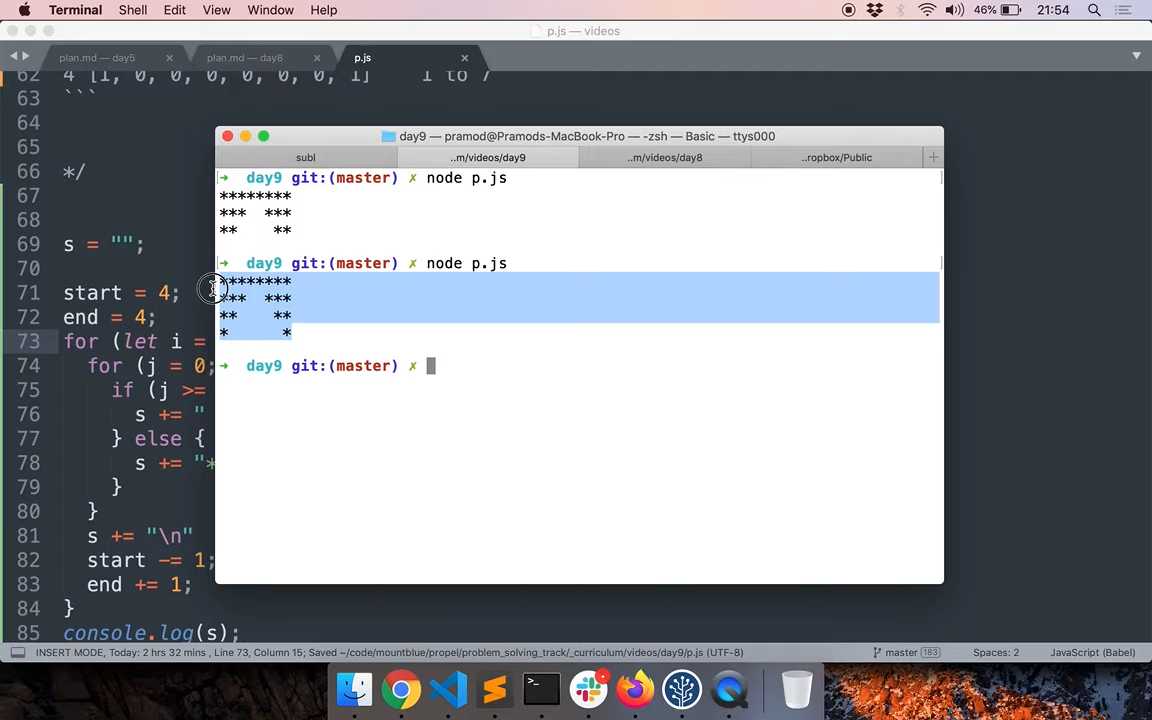 Terminal Shell Edit View Window Help 46% 21:54
p.js — videos
plan.md — day5 plan.md — day8 p.js
62 4 [1, 0, 0, 0, 0, 0, 0, 1] 1 to 7
63 ```
64
65
66 */
67
68
69 s = "";
70
71 start = 4;
72 end = 4;
73 for (let i =
74 for (j = 0;
75 if (j >=
76 s += "
77 } else {
78 s += "*
79 }
80 }
81 s += "\n"
82 start -= 1;
83 end += 1;
84 }
85 console.log(s);
day9 — pramod@Pramods-MacBook-Pro — -zsh — Basic — ttys000
subl ..m/videos/day9 ..m/videos/day8 ..ropbox/Public +
[➜ day9 git:(master) ✗ node p.js ]
********
***  ***
**    **
[➜ day9 git:(master) ✗ node p.js ]
********
***  ***
**    **
*      *
➜ day9 git:(master) ✗
INSERT MODE, Today: 2 hrs 32 mins , Line 73, Column 15; Saved ~/code/mountblue/propel/problem_solving_track/_curriculum/videos/day9/p.js (UTF-8) master 183 Spaces: 2 JavaScript (Babel)